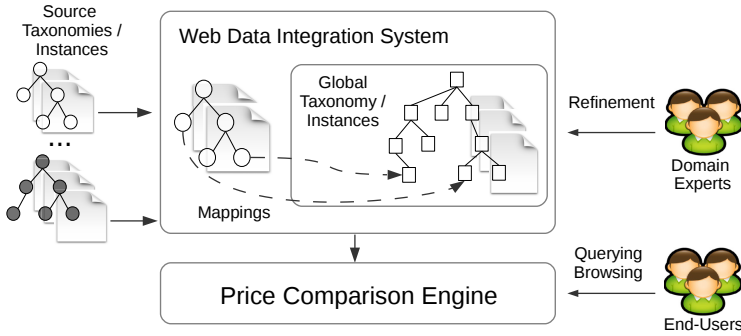 Source
Taxonomies /
Instances
...
Web Data Integration System
Global
Taxonomy /
Instances
Mappings
Refinement
Domain
Experts
Querying
Browsing
End-Users
Price Comparison Engine